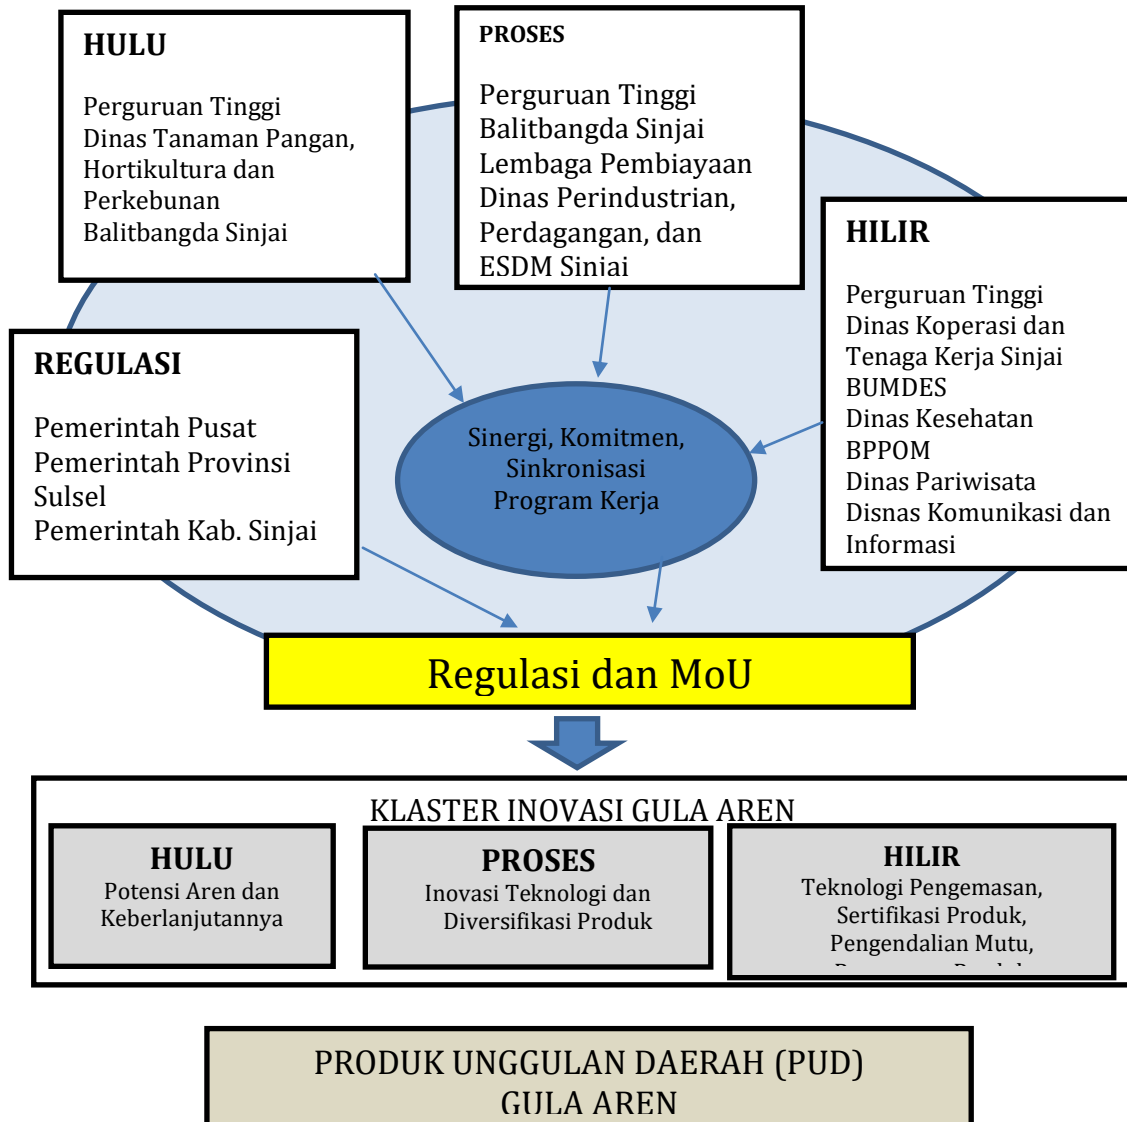 HULU
Perguruan Tinggi
Dinas Tanaman Pangan,
Hortikultura dan
Perkebunan
Balitbangda Sinjai
PROSES
Perguruan Tinggi
Balitbangda Sinjai
Lembaga Pembiayaan
Dinas Perindustrian,
Perdagangan, dan
ESDM Sinjai
HILIR
Perguruan Tinggi
Dinas Koperasi dan
Tenaga Kerja Sinjai
BUMDES
Dinas Kesehatan
BPPOM
Dinas Pariwisata
Disnas Komunikasi dan
Informasi
REGULASI
Pemerintah Pusat
Pemerintah Provinsi
Sulsel
Pemerintah Kab. Sinjai
Sinergi, Komitmen,
Sinkronisasi
Program Kerja
Regulasi dan MoU
KLASTER INOVASI GULA AREN
HULU
Potensi Aren dan
Keberlanjutannya
PROSES
Inovasi Teknologi dan
Diversifikasi Produk
HILIR
Teknologi Pengemasan,
Sertifikasi Produk,
Pengendalian Mutu,
PRODUK UNGGULAN DAERAH (PUD)
GULA AREN